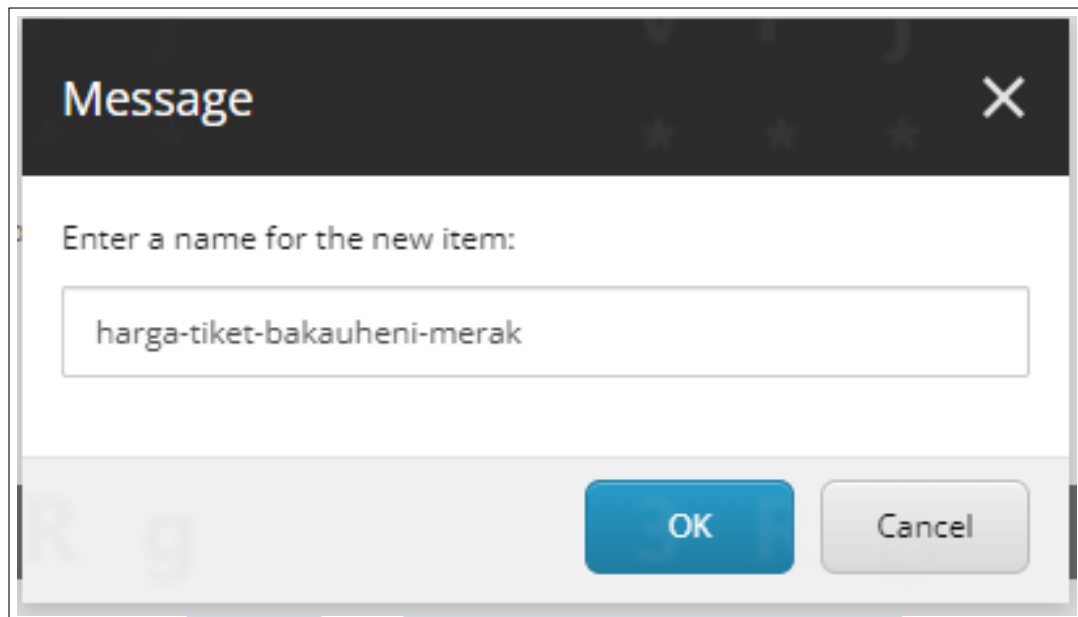 Message
Enter a name for the new item:
harga-tiket-bakauheni-merak
OK
Cancel